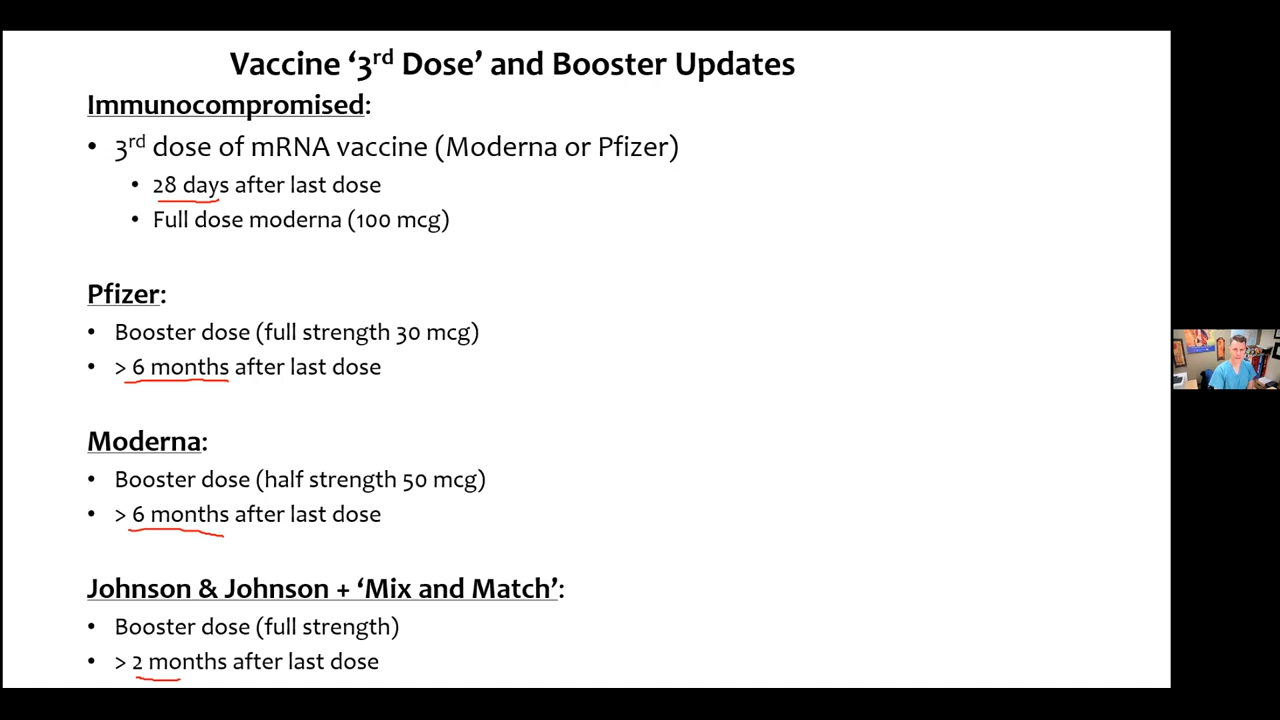 Vaccine ‘3rd Dose’ and Booster Updates
Immunocompromised:
• 3rd dose of mRNA vaccine (Moderna or Pfizer)
• 28 days after last dose
• Full dose moderna (100 mcg)
Pfizer:
• Booster dose (full strength 30 mcg)
• > 6 months after last dose
Moderna:
• Booster dose (half strength 50 mcg)
• > 6 months after last dose
Johnson & Johnson + ‘Mix and Match’:
• Booster dose (full strength)
• > 2 months after last dose